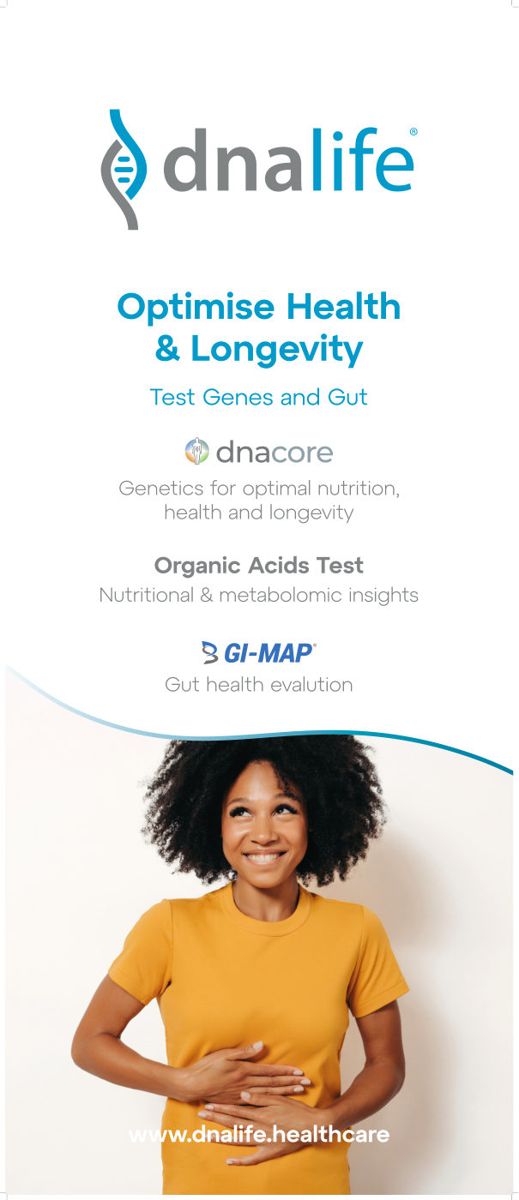 dnalife®
Optimise Health
& Longevity
Test Genes and Gut
dnacore
Genetics for optimal nutrition,
health and longevity
Organic Acids Test
Nutritional & metabolomic insights
GI-MAP®
Gut health evalution
www.dnalife.healthcare